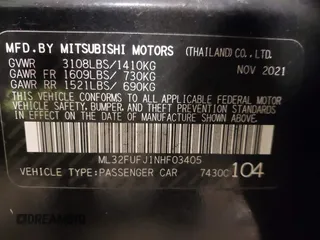 MFD.BY MITSUBISHI MOTORS (THAILAND)CO.,LTD.
GVWR 3108LBS/1410KG NOV 2021
GAWR FR 1609LBS/ 730KG
GAWR RR 1521LBS/ 690KG
THIS VEHICLE CONFORMS TO ALL APPLICABLE FEDERAL MOTOR
VEHICLE SAFETY, BUMPER, AND THEFT PREVENTION STANDARDS
IN EFFECT ON THE DATE OF MANUFACTURE SHOWN ABOVE.
ML32FUFJ1NHF03405
VEHICLE TYPE:PASSENGER CAR 7430C 104
DREAMBID